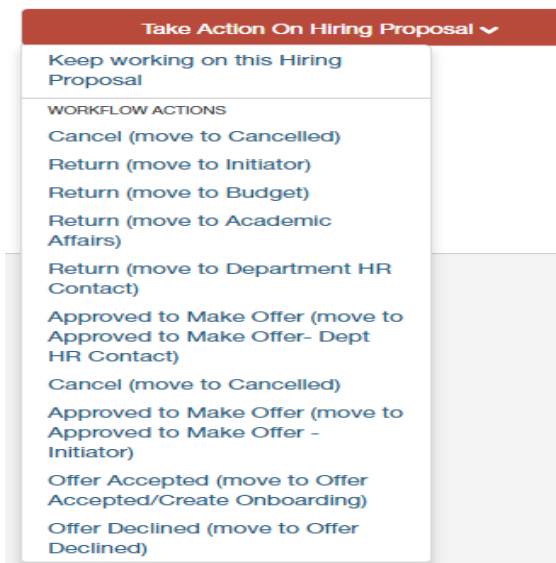 Take Action On Hiring Proposal
Keep working on this Hiring
Proposal
WORKFLOW ACTIONS
Cancel (move to Cancelled)
Return (move to Initiator)
Return (move to Budget)
Return (move to Academic
Affairs)
Return (move to Department HR
Contact)
Approved to Make Offer (move to
Approved to Make Offer- Dept
HR Contact)
Cancel (move to Cancelled)
Approved to Make Offer (move to
Approved to Make Offer -
Initiator)
Offer Accepted (move to Offer
Accepted/Create Onboarding)
Offer Declined (move to Offer
Declined)